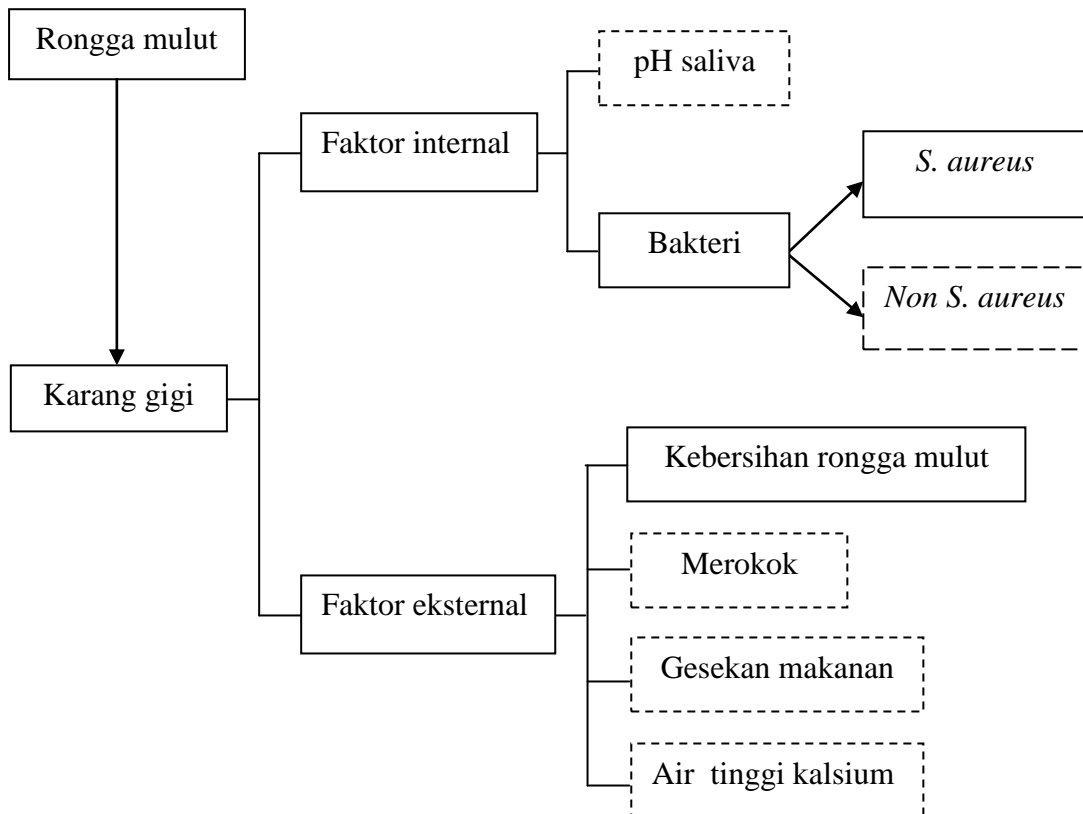 Rongga mulut
pH saliva
Faktor internal
S. aureus
Bakteri
Non S. aureus
Karang gigi
Kebersihan rongga mulut
Merokok
Faktor eksternal
Gesekan makanan
Air tinggi kalsium